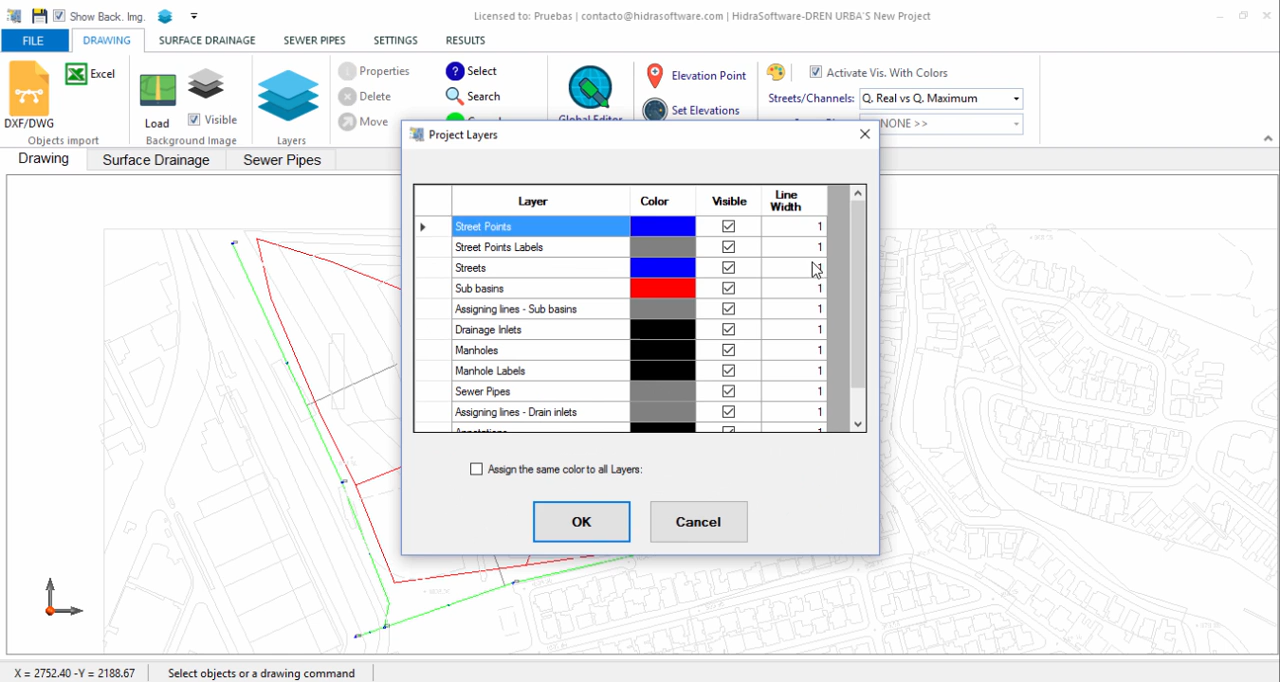 Show Back. Img.
Licensed to: Pruebas | contacto@hidrasoftware.com | HidraSoftware-DREN URBA'S New Project
FILE DRAWING SURFACE DRAINAGE SEWER PIPES SETTINGS RESULTS
DXF/DWG
Excel
Objects import
Load
Visible
Background Image
Layers
Properties
Delete
Move
Select
Search
Elevation Point
Set Elevations
Activate Vis. With Colors
Streets/Channels: Q. Real vs Q. Maximum
NONE >>
Drawing Surface Drainage Sewer Pipes
Project Layers
Layer Color Visible Line Width
Street Points 1
Street Points Labels 1
Streets
Sub basins 1
Assigning lines - Sub basins 1
Drainage Inlets 1
Manholes 1
Manhole Labels 1
Sewer Pipes 1
Assigning lines - Drain inlets 1
Assign the same color to all Layers:
OK Cancel
X = 2752.40 -Y = 2188.67 Select objects or a drawing command